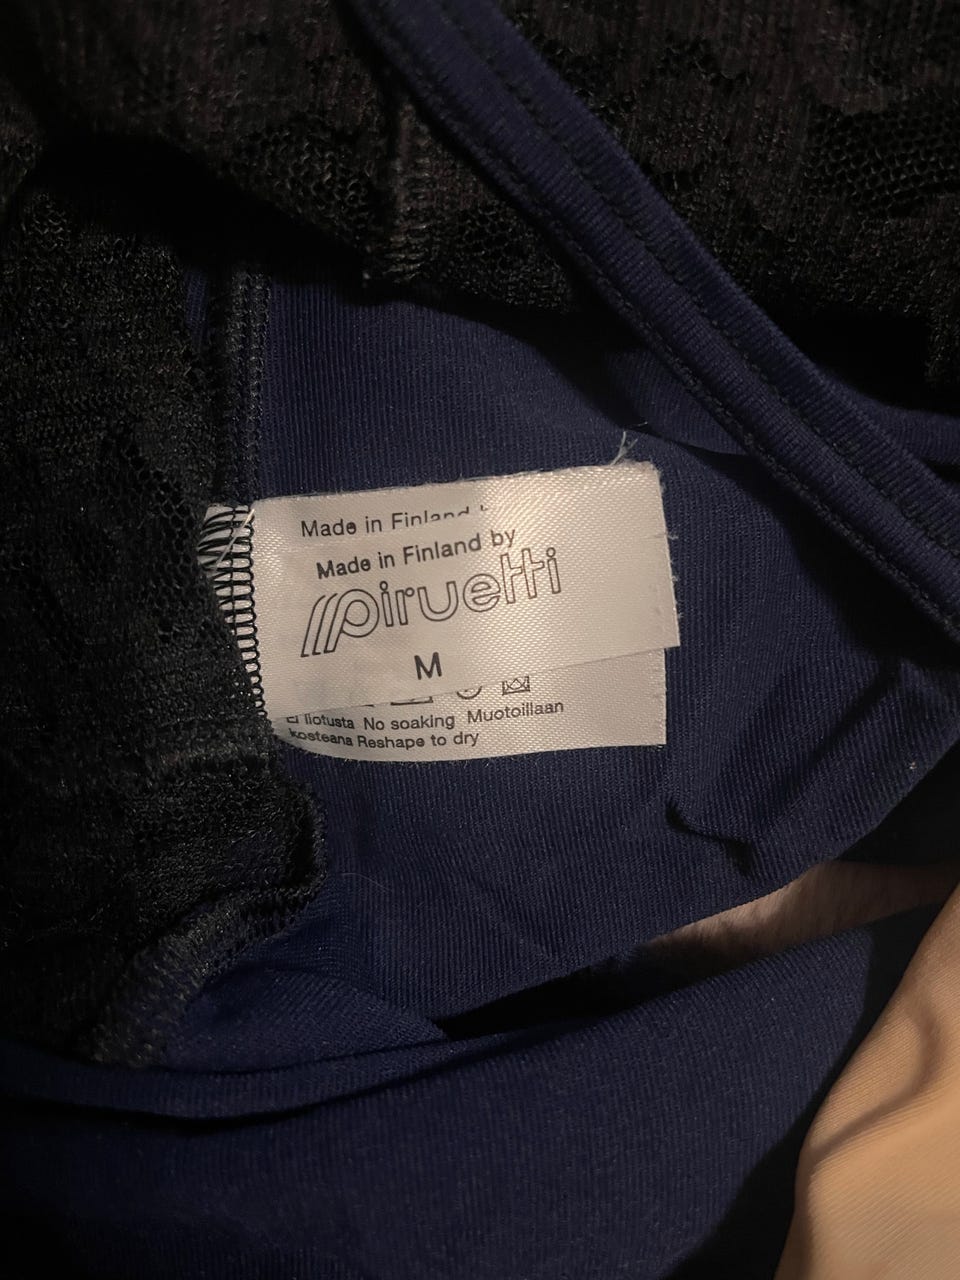 Made in Finland
Made in Finland by
piruetti
M
liotusta No soaking Muotoillaan
kosteana Reshape to dry